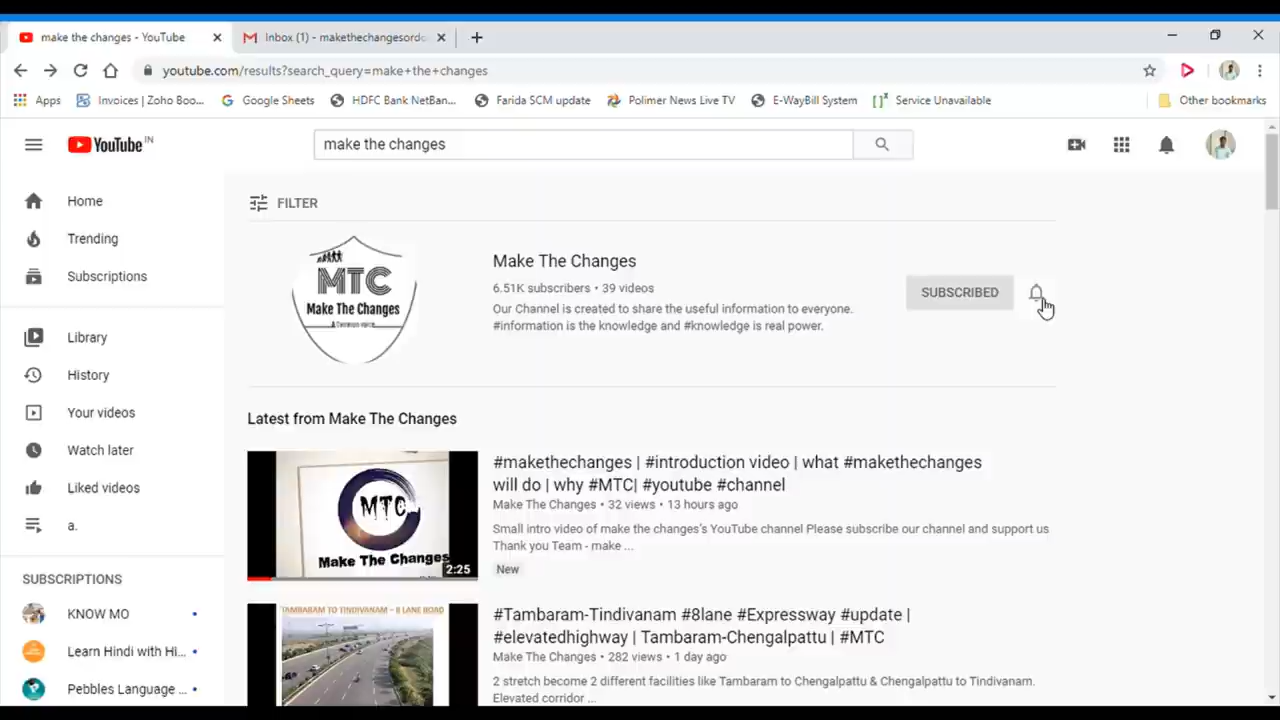 make the changes - YouTube
Inbox (1) - makethechangesordo
youtube.com/results?search_query=make+the+changes
Apps
Invoices | Zoho Boo...
Google Sheets
HDFC Bank NetBan...
Farida SCM update
Polimer News Live TV
E-WayBill System
Service Unavailable
Other bookmarks
YouTube IN
make the changes
Home
Trending
Subscriptions
Library
History
Your videos
Watch later
Liked videos
a.
SUBSCRIPTIONS
KNOW MO
Learn Hindi with Hi...
Pebbles Language ...
FILTER
MTC
Make The Changes
Make The Changes
6.51K subscribers • 39 videos
Our Channel is created to share the useful information to everyone.
#information is the knowledge and #knowledge is real power.
SUBSCRIBED
Latest from Make The Changes
MTC
Make The Changes
2:25
#makethechanges | #introduction video | what #makethechanges
will do | why #MTC| #youtube #channel
Make The Changes • 32 views • 13 hours ago
Small intro video of make the changes's YouTube channel Please subscribe our channel and support us
Thank you Team - make ...
New
TAMBARAM TO TINDIVANAM - 8 LANE ROAD
#Tambaram-Tindivanam #8lane #Expressway #update |
#elevatedhighway | Tambaram-Chengalpattu | #MTC
Make The Changes • 282 views • 1 day ago
2 stretch become 2 different facilities like Tambaram to Chengalpattu & Chengalpattu to Tindivanam.
Elevated corridor ...